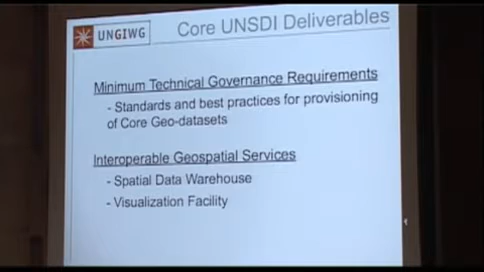 UNGIWG
Core UNSDI Deliverables
Minimum Technical Governance Requirements
- Standards and best practices for provisioning
of Core Geo-datasets
Interoperable Geospatial Services
- Spatial Data Warehouse
- Visualization Facility